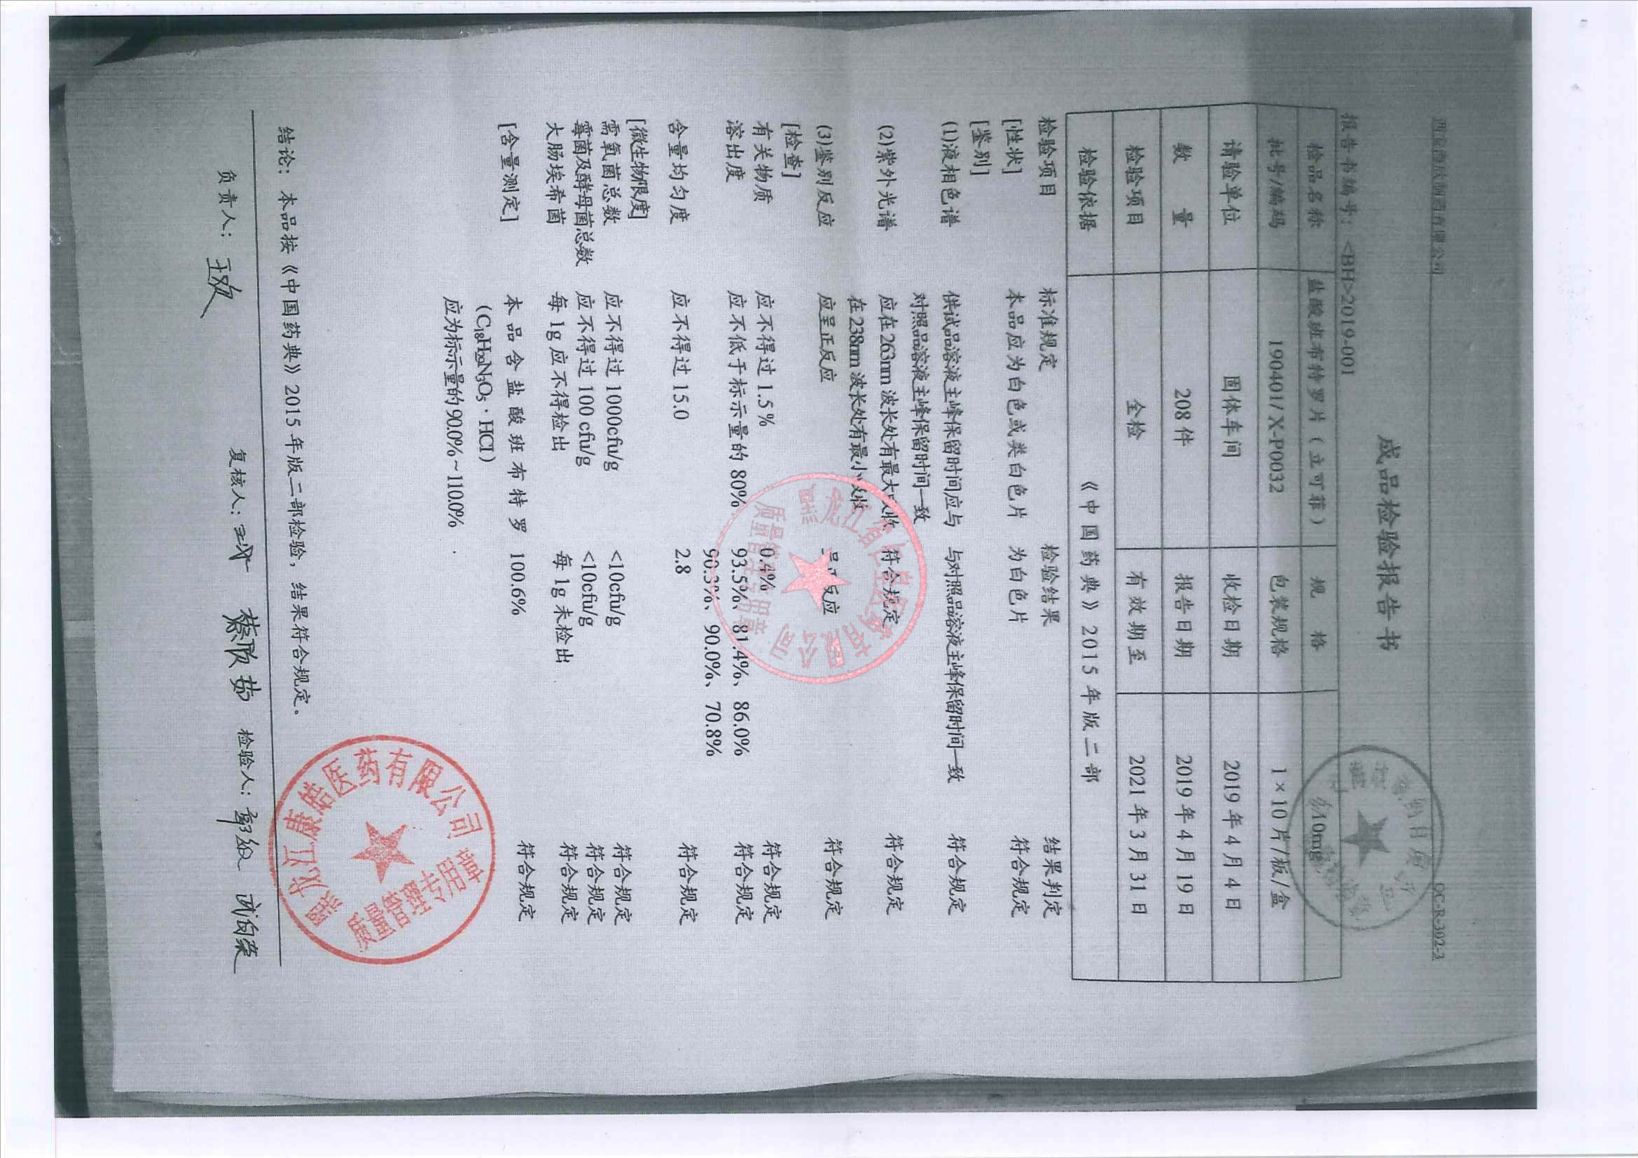 QC-R-302-2
成品检验报告书
报告书编号：<BH>2019-001
检品名称 盐酸班布特罗片（立可菲） 规 格 10mg
批号/编码 190401/X-P0032 包装规格 1×10片/板/盒
请验单位 固体车间 收检日期 2019年4月4日
数 量 208件 报告日期 2019年4月19日
检验项目 全检 有效期至 2021年3月31日
检验依据 《中国药典》2015年版二部
检验项目 标准规定 检验结果 结果判定
[性状] 本品应为白色或类白色片 为白色片 符合规定
[鉴别]
(1)液相色谱 供试品溶液主峰保留时间应与 与对照品溶液主峰保留时间一致 符合规定
对照品溶液主峰保留时间一致
(2)紫外光谱 应在263nm波长处有最大吸收 符合规定 符合规定
在238nm波长处有最小吸收
(3)鉴别反应 应呈正反应 反应 符合规定
[检查]
有关物质 应不得过1.5% 0.4% 符合规定
溶出度 应不低于标示量的80% 93.5%、81.4%、86.0% 符合规定
90.3%、90.0%、70.8%
含量均匀度 应不得过15.0 2.8 符合规定
[微生物限度]
需氧菌总数 应不得过1000cfu/g <10cfu/g 符合规定
霉菌及酵母菌总数 应不得过100 cfu/g <10cfu/g 符合规定
大肠埃希菌 每1g应不得检出 每1g未检出 符合规定
[含量测定] 本品含盐酸班布特罗 100.6% 符合规定
(C₁₈H₂₉N₃O₅·HCl)
应为标示量的90.0%~110.0%
结论：本品按《中国药典》2015年版二部检验，结果符合规定。
负责人： 复核人： 检验人：
黑龙江康皓医药有限公司
质量管理专用章